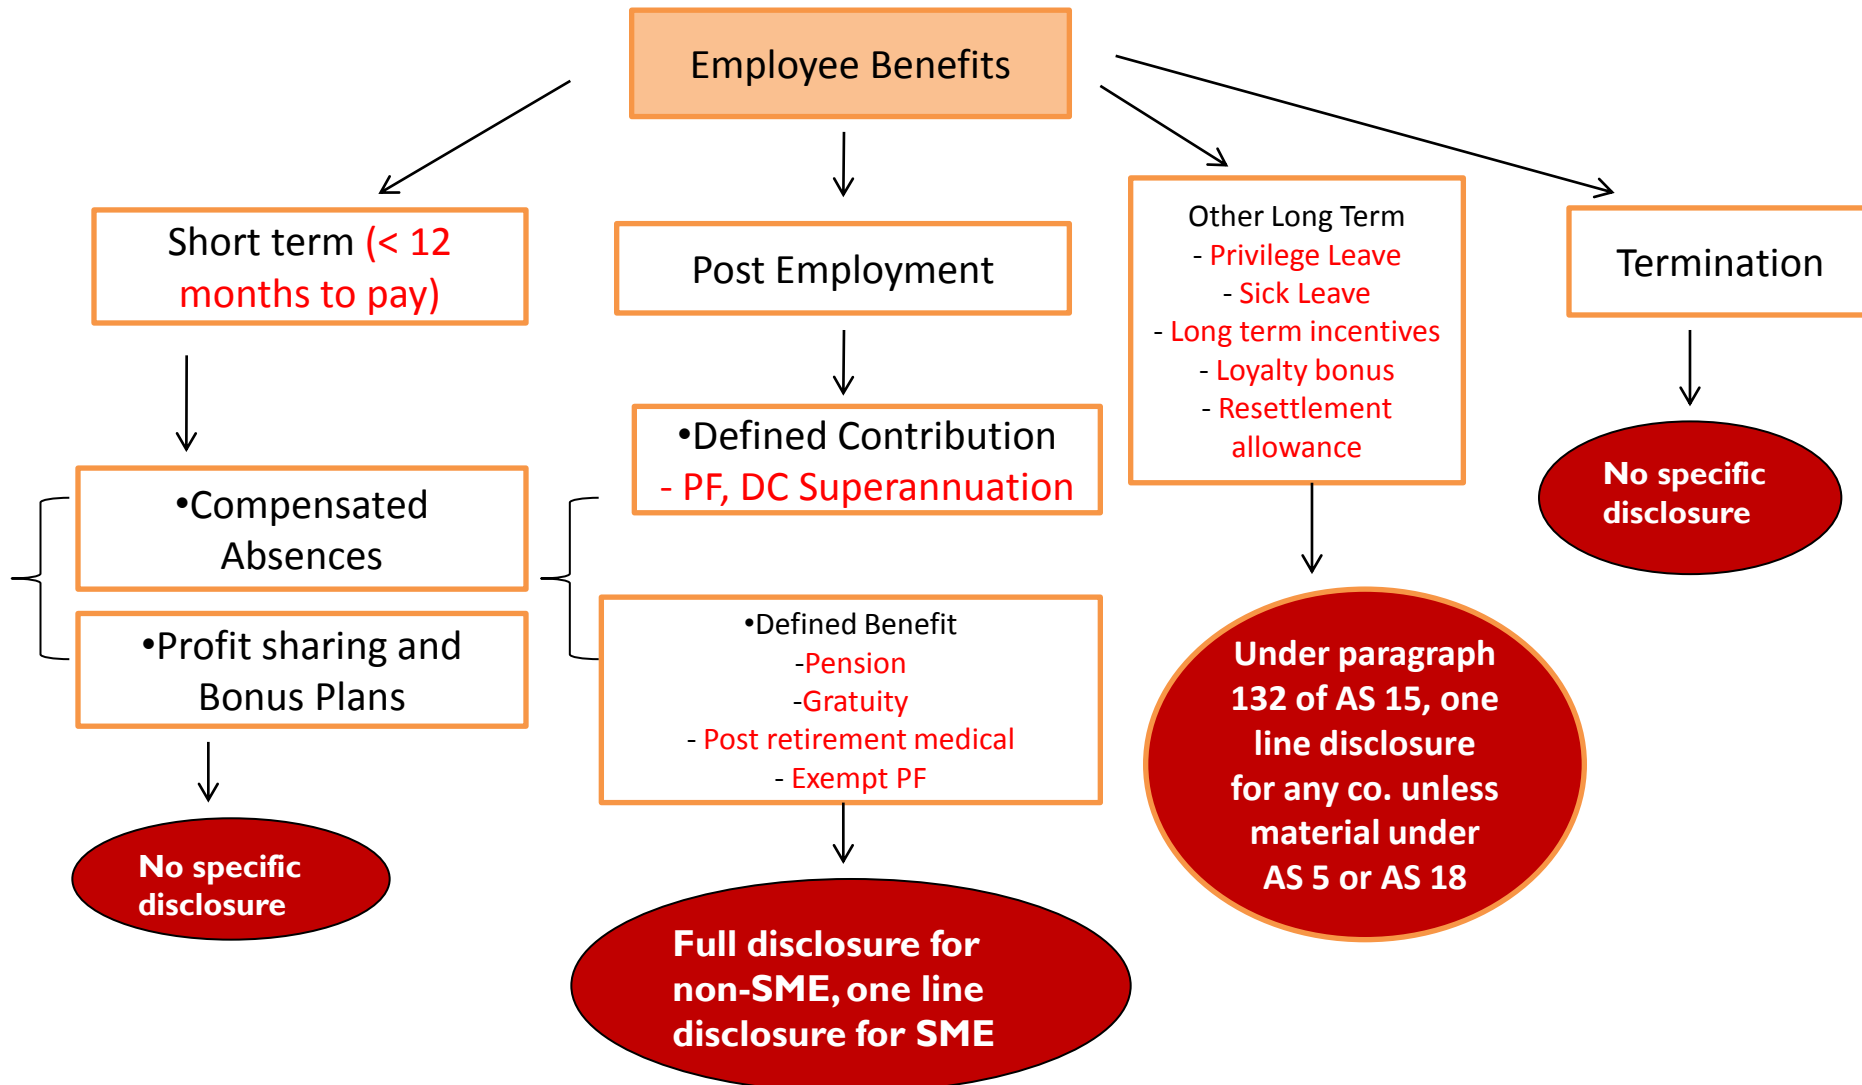 Employee Benefits
Short term (< 12
months to pay)
•Compensated
Absences
•Profit sharing and
Bonus Plans
No specific
disclosure
Post Employment
•Defined Contribution
- PF, DC Superannuation
•Defined Benefit
-Pension
-Gratuity
- Post retirement medical
- Exempt PF
Full disclosure for
non-SME, one line
disclosure for SME
Other Long Term
- Privilege Leave
- Sick Leave
- Long term incentives
- Loyalty bonus
- Resettlement
allowance
Under paragraph
132 of AS 15, one
line disclosure
for any co. unless
material under
AS 5 or AS 18
Termination
No specific
disclosure